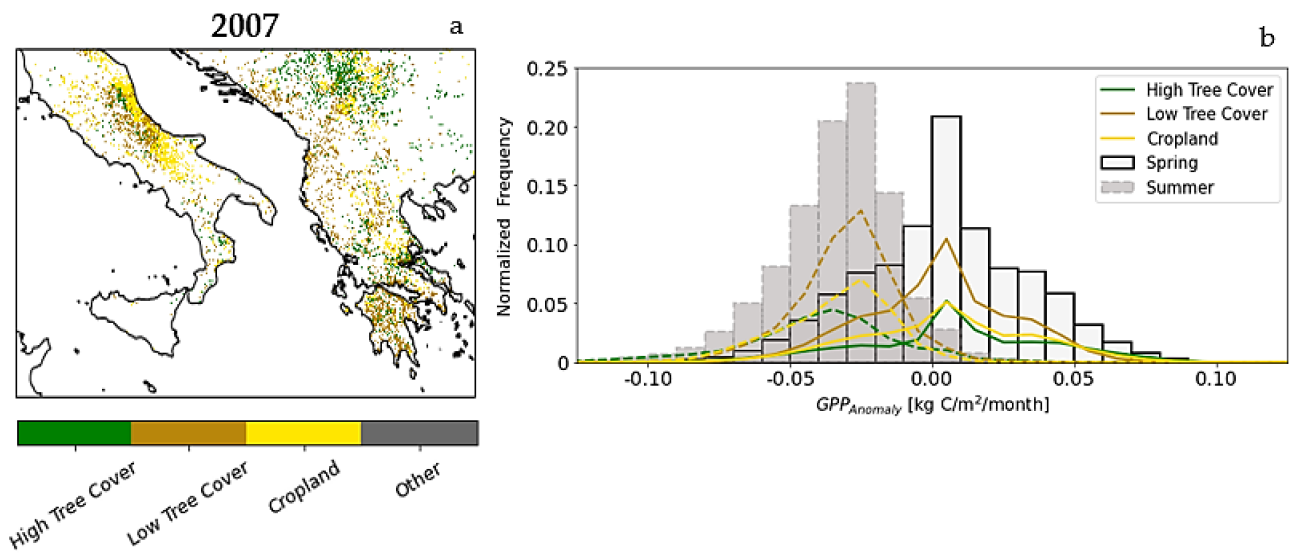 2007
a
High Tree Cover
Low Tree Cover
Cropland
Other
b
Normalized Frequency
0.25
0.20
0.15
0.10
0.05
0
-0.10
-0.05
0.00
0.05
0.10
GPP_Anomaly [kg C/m²/month]
High Tree Cover
Low Tree Cover
Cropland
Spring
Summer